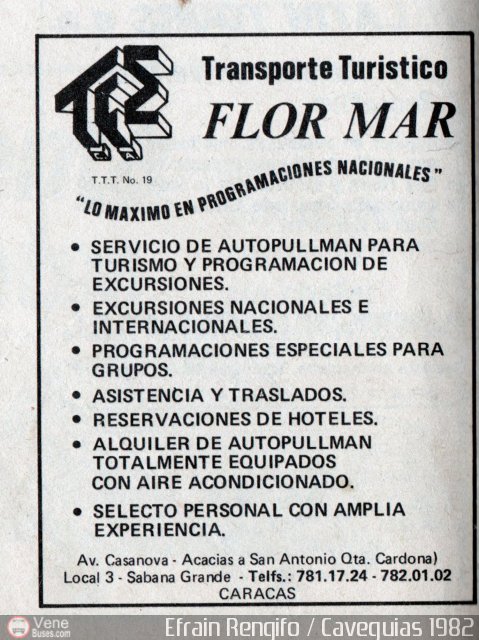 Transporte Turistico
FLOR MAR
T.T.T. No. 19
"LO MAXIMO EN PROGRAMACIONES NACIONALES"
• SERVICIO DE AUTOPULLMAN PARA
TURISMO Y PROGRAMACION DE
EXCURSIONES.
• EXCURSIONES NACIONALES E
INTERNACIONALES.
• PROGRAMACIONES ESPECIALES PARA
GRUPOS.
• ASISTENCIA Y TRASLADOS.
• RESERVACIONES DE HOTELES.
• ALQUILER DE AUTOPULLMAN
TOTALMENTE EQUIPADOS
CON AIRE ACONDICIONADO.
• SELECTO PERSONAL CON AMPLIA
EXPERIENCIA.
Av. Casanova - Acacias a San Antonio Qta. Cardona)
Local 3 - Sabana Grande - Telfs.: 781.17.24 - 782.01.02
CARACAS
Vene
Buses.com
Efrain Rengifo / Cavequias 1982